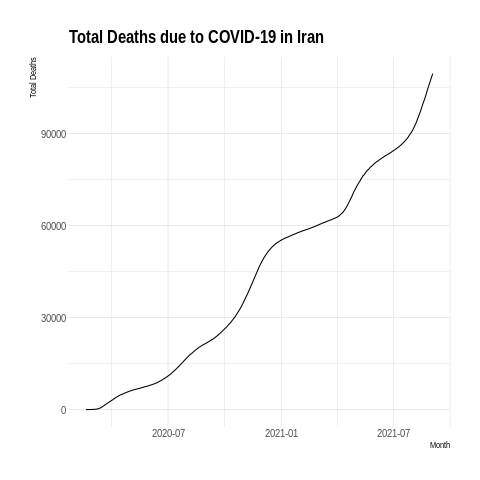 Total Deaths due to COVID-19 in Iran
Total Deaths
90000
60000
30000
0
2020-07 2021-01 2021-07
Month